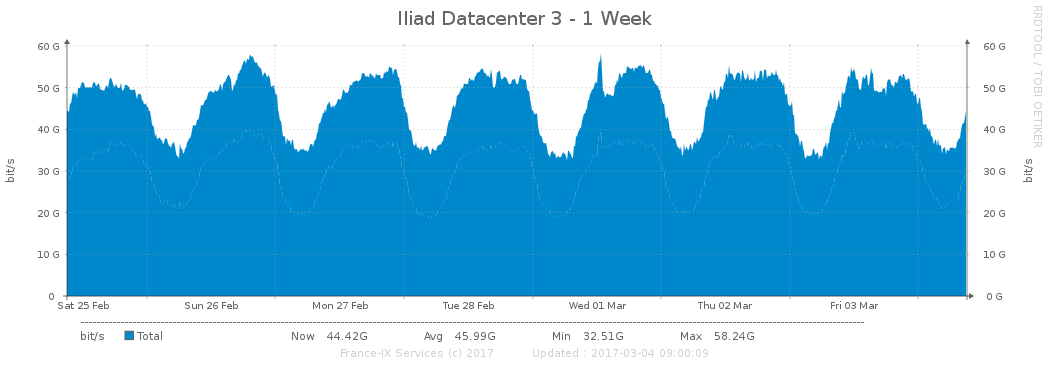 Iliad Datacenter 3 - 1 Week
RRDTOOL / TOBI OETIKER
60 G 60 G
50 G 50 G
40 G 40 G
30 G 30 G
20 G 20 G
10 G 10 G
0 0 G
bit/s
bit/s
Sat 25 Feb Sun 26 Feb Mon 27 Feb Tue 28 Feb Wed 01 Mar Thu 02 Mar Fri 03 Mar
bit/s Total Now 44.42G Avg 45.99G Min 32.51G Max 58.24G
France-IX Services (c) 2017 Updated : 2017-03-04 09:00:09